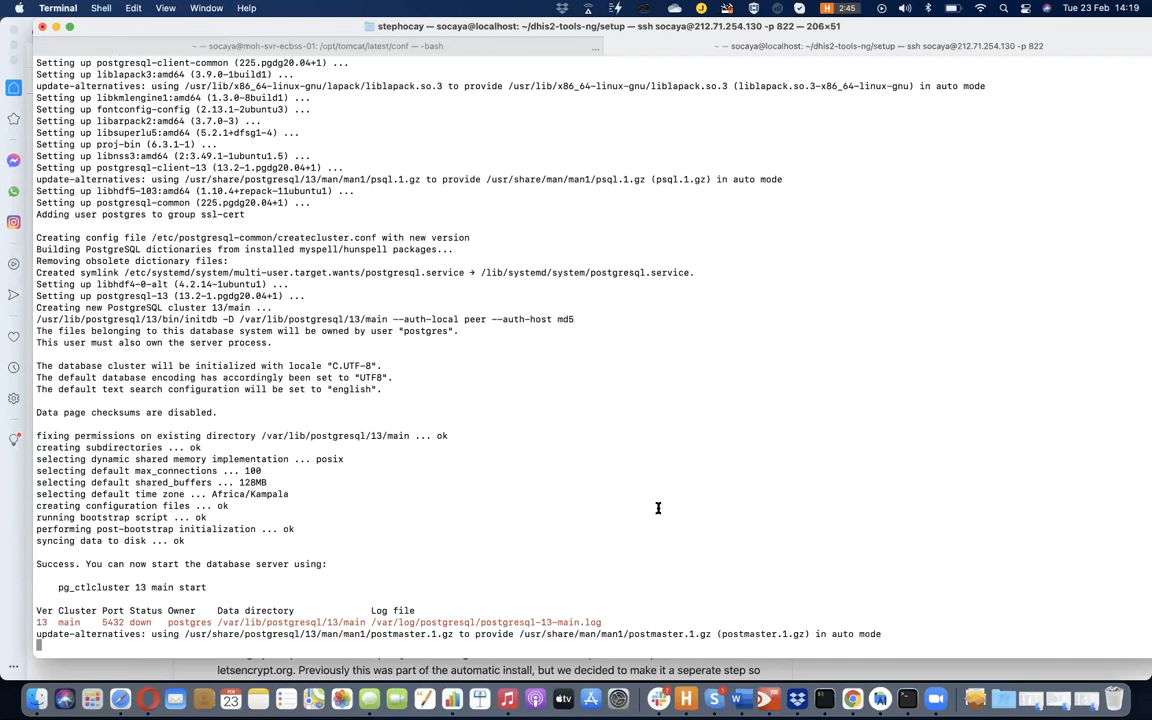 Terminal Shell Edit View Window Help 2:45 Tue 23 Feb 14:19
stephocay — socaya@localhost: ~/dhis2-tools-ng/setup — ssh socaya@212.71.254.130 -p 822 — 206×51
~ — socaya@moh-svr-ecbss-01: /opt/tomcat/latest/conf — -bash ... ~ — socaya@localhost: ~/dhis2-tools-ng/setup — ssh socaya@212.71.254.130 -p 822
Setting up postgresql-client-common (225.pgdg20.04+1) ...
Setting up liblapack3:amd64 (3.9.0-1build1) ...
update-alternatives: using /usr/lib/x86_64-linux-gnu/lapack/liblapack.so.3 to provide /usr/lib/x86_64-linux-gnu/liblapack.so.3 (liblapack.so.3-x86_64-linux-gnu) in auto mode
Setting up libkmlengine1:amd64 (1.3.0-8build1) ...
Setting up fontconfig-config (2.13.1-2ubuntu3) ...
Setting up libarpack2:amd64 (3.7.0-3) ...
Setting up libsuperlu5:amd64 (5.2.1+dfsg1-4) ...
Setting up proj-bin (6.3.1-1) ...
Setting up libnss3:amd64 (2:3.49.1-1ubuntu1.5) ...
Setting up postgresql-client-13 (13.2-1.pgdg20.04+1) ...
update-alternatives: using /usr/share/postgresql/13/man/man1/psql.1.gz to provide /usr/share/man/man1/psql.1.gz (psql.1.gz) in auto mode
Setting up libhdf5-103:amd64 (1.10.4+repack-11ubuntu1) ...
Setting up postgresql-common (225.pgdg20.04+1) ...
Adding user postgres to group ssl-cert
Creating config file /etc/postgresql-common/createcluster.conf with new version
Building PostgreSQL dictionaries from installed myspell/hunspell packages...
Removing obsolete dictionary files:
Created symlink /etc/systemd/system/multi-user.target.wants/postgresql.service → /lib/systemd/system/postgresql.service.
Setting up libhdf4-0-alt (4.2.14-1ubuntu1) ...
Setting up postgresql-13 (13.2-1.pgdg20.04+1) ...
Creating new PostgreSQL cluster 13/main ...
/usr/lib/postgresql/13/bin/initdb -D /var/lib/postgresql/13/main --auth-local peer --auth-host md5
The files belonging to this database system will be owned by user "postgres".
This user must also own the server process.
The database cluster will be initialized with locale "C.UTF-8".
The default database encoding has accordingly been set to "UTF8".
The default text search configuration will be set to "english".
Data page checksums are disabled.
fixing permissions on existing directory /var/lib/postgresql/13/main ... ok
creating subdirectories ... ok
selecting dynamic shared memory implementation ... posix
selecting default max_connections ... 100
selecting default shared_buffers ... 128MB
selecting default time zone ... Africa/Kampala
creating configuration files ... ok
running bootstrap script ... ok
performing post-bootstrap initialization ... ok
syncing data to disk ... ok
Success. You can now start the database server using:
pg_ctlcluster 13 main start
Ver Cluster Port Status Owner Data directory Log file
13 main 5432 down postgres /var/lib/postgresql/13/main /var/log/postgresql/postgresql-13-main.log
update-alternatives: using /usr/share/postgresql/13/man/man1/postmaster.1.gz to provide /usr/share/man/man1/postmaster.1.gz (postmaster.1.gz) in auto mode
letsencrypt.org. Previously this was part of the automatic install, but we decided to make it a seperate step so